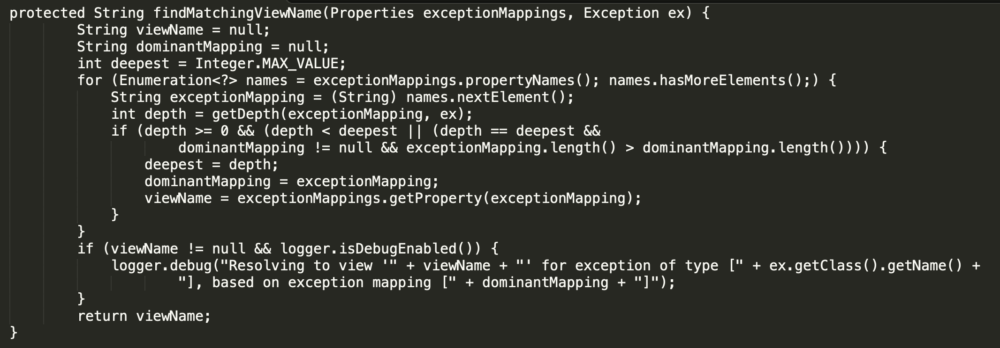 protected String findMatchingViewName(Properties exceptionMappings, Exception ex) {
        String viewName = null;
        String dominantMapping = null;
        int deepest = Integer.MAX_VALUE;
        for (Enumeration<?> names = exceptionMappings.propertyNames(); names.hasMoreElements();) {
            String exceptionMapping = (String) names.nextElement();
            int depth = getDepth(exceptionMapping, ex);
            if (depth >= 0 && (depth < deepest || (depth == deepest &&
                    dominantMapping != null && exceptionMapping.length() > dominantMapping.length()))) {
                deepest = depth;
                dominantMapping = exceptionMapping;
                viewName = exceptionMappings.getProperty(exceptionMapping);
            }
        }
        if (viewName != null && logger.isDebugEnabled()) {
            logger.debug("Resolving to view '" + viewName + "' for exception of type [" + ex.getClass().getName() +
                    "], based on exception mapping [" + dominantMapping + "]");
        }
        return viewName;
}